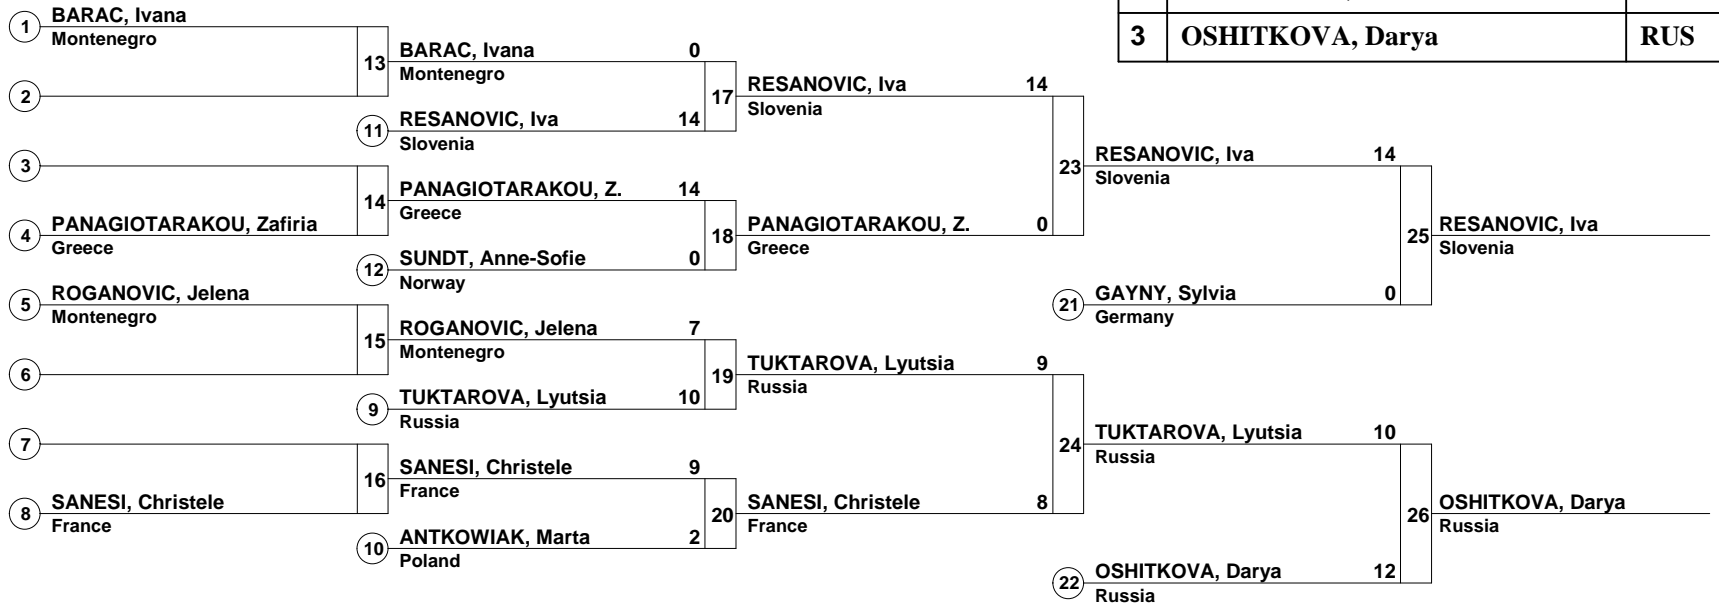 3 OSHITKOVA, Darya RUS
1 BARAC, Ivana
Montenegro
2
3
4 PANAGIOTARAKOU, Zafiria
Greece
5 ROGANOVIC, Jelena
Montenegro
6
7
8 SANESI, Christele
France
13 BARAC, Ivana 0
Montenegro
11 RESANOVIC, Iva 14
Slovenia
14 PANAGIOTARAKOU, Z. 14
Greece
12 SUNDT, Anne-Sofie 0
Norway
15 ROGANOVIC, Jelena 7
Montenegro
9 TUKTAROVA, Lyutsia 10
Russia
16 SANESI, Christele 9
France
10 ANTKOWIAK, Marta 2
Poland
17 RESANOVIC, Iva 14
Slovenia
18 PANAGIOTARAKOU, Z. 0
Greece
19 TUKTAROVA, Lyutsia 9
Russia
20 SANESI, Christele 8
France
23 RESANOVIC, Iva 14
Slovenia
21 GAYNY, Sylvia 0
Germany
24 TUKTAROVA, Lyutsia 10
Russia
22 OSHITKOVA, Darya 12
Russia
25 RESANOVIC, Iva
Slovenia
26 OSHITKOVA, Darya
Russia